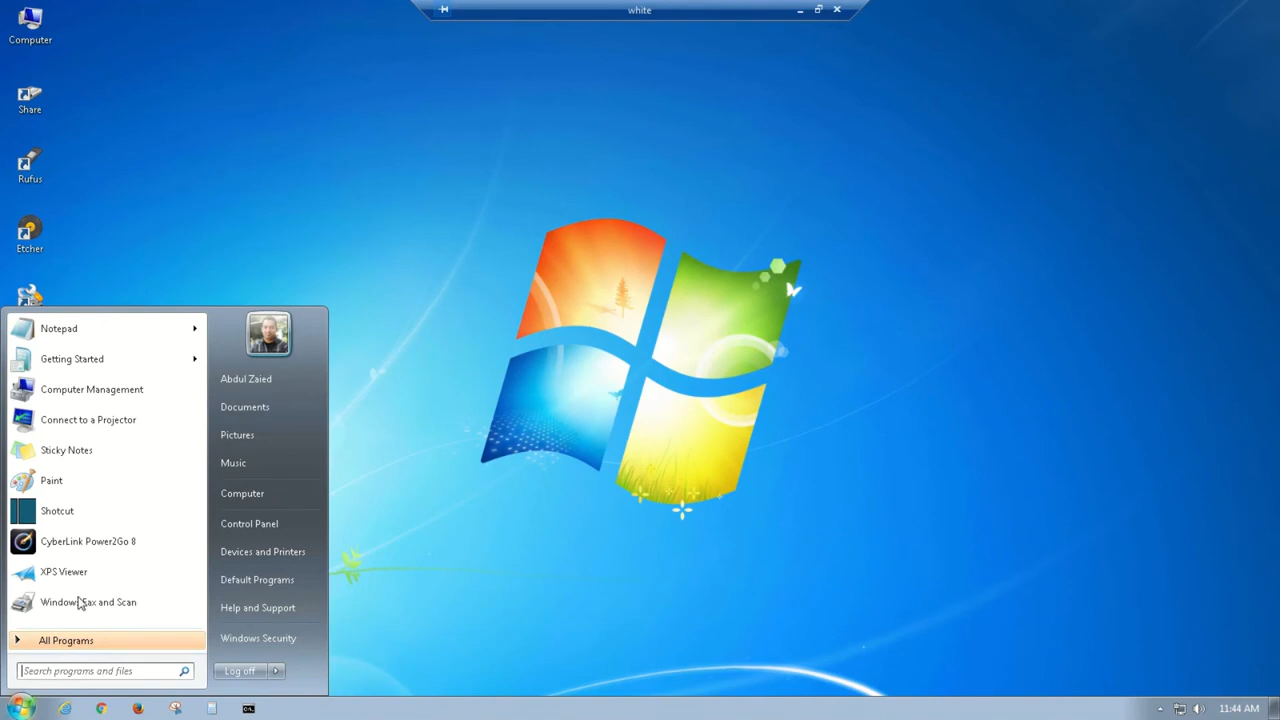 white
Computer
Share
Rufus
Etcher
Notepad
Getting Started
Computer Management
Connect to a Projector
Sticky Notes
Paint
Shotcut
CyberLink Power2Go 8
XPS Viewer
Windows Fax and Scan
All Programs
Search programs and files
Abdul Zaied
Documents
Pictures
Music
Computer
Control Panel
Devices and Printers
Default Programs
Help and Support
Windows Security
Log off
11:44 AM